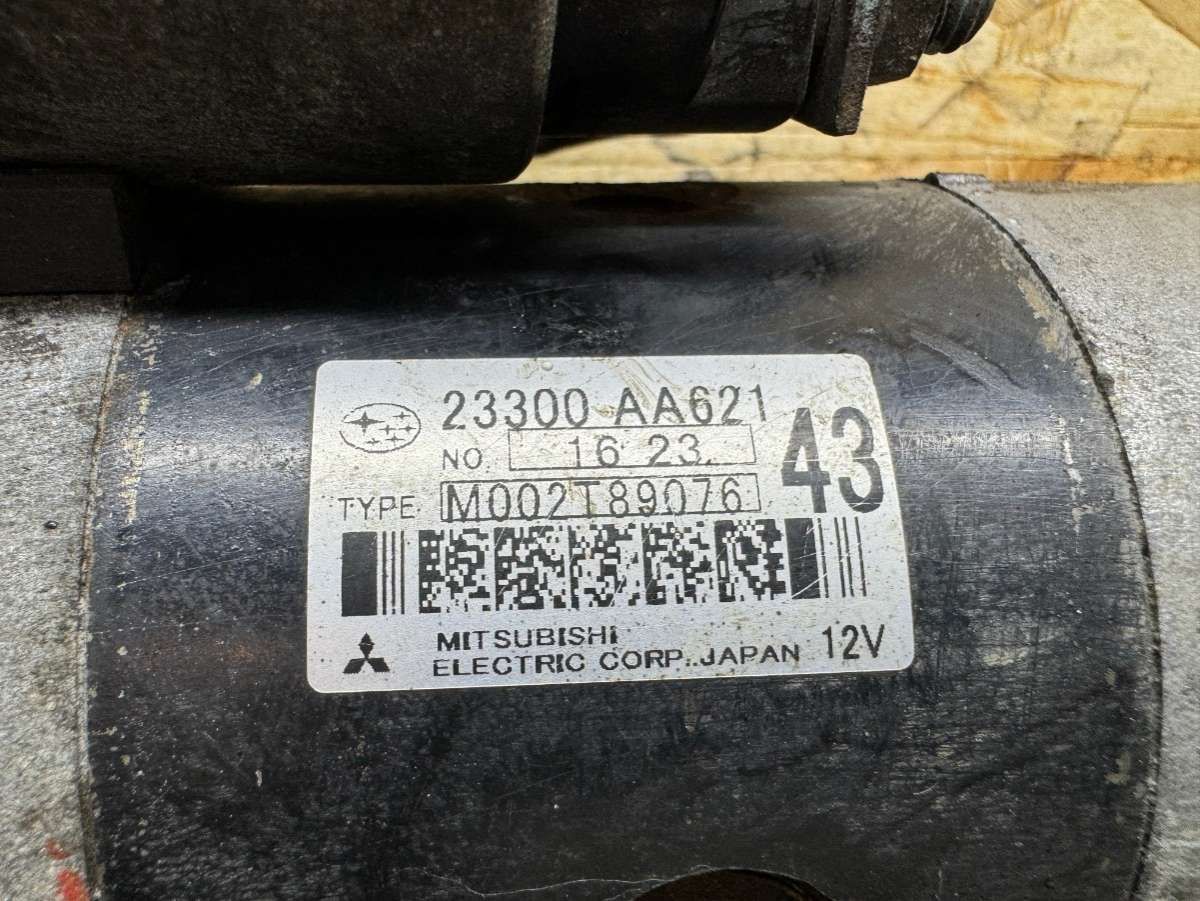 23300 AA621
NO. 16 23 43
TYPE M002T89076
MITSUBISHI
ELECTRIC CORP. JAPAN 12V